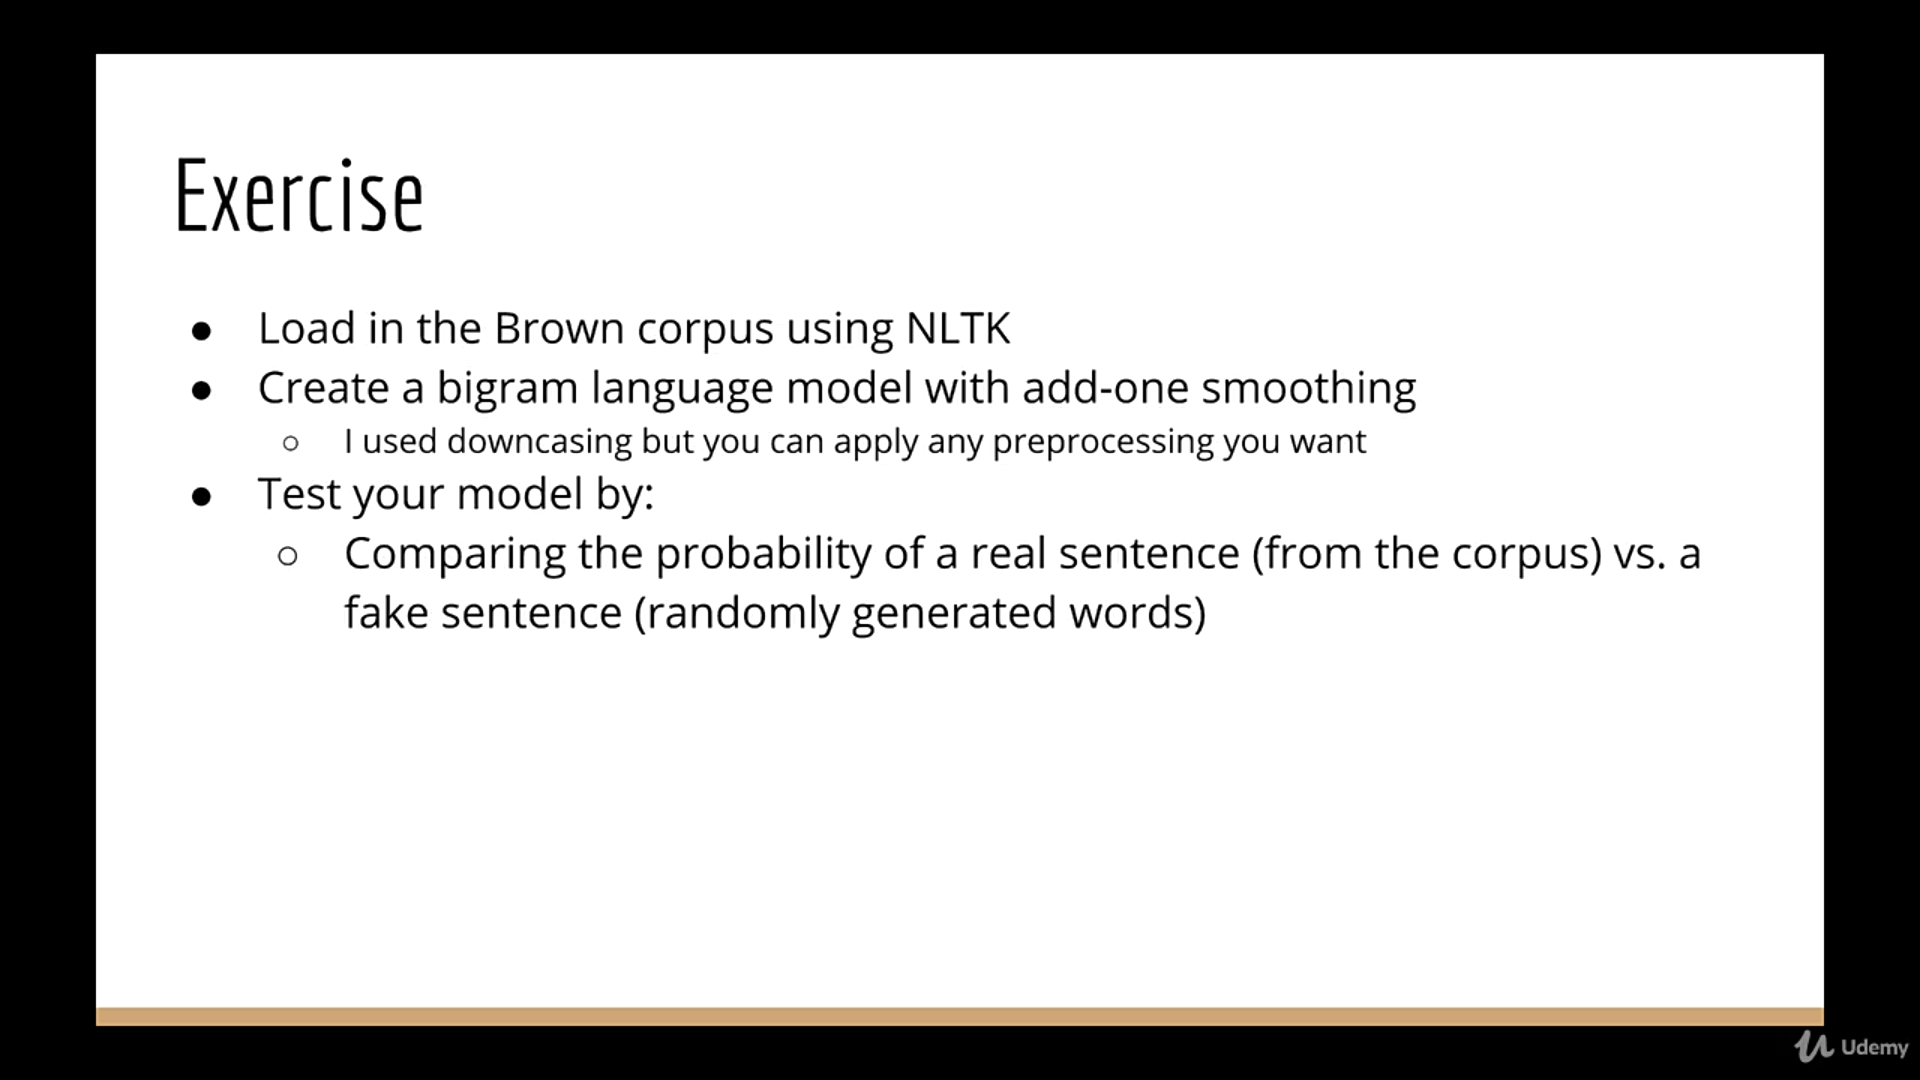 Exercise
● Load in the Brown corpus using NLTK
● Create a bigram language model with add-one smoothing
○ I used downcasing but you can apply any preprocessing you want
● Test your model by:
○ Comparing the probability of a real sentence (from the corpus) vs. a
fake sentence (randomly generated words)
Udemy